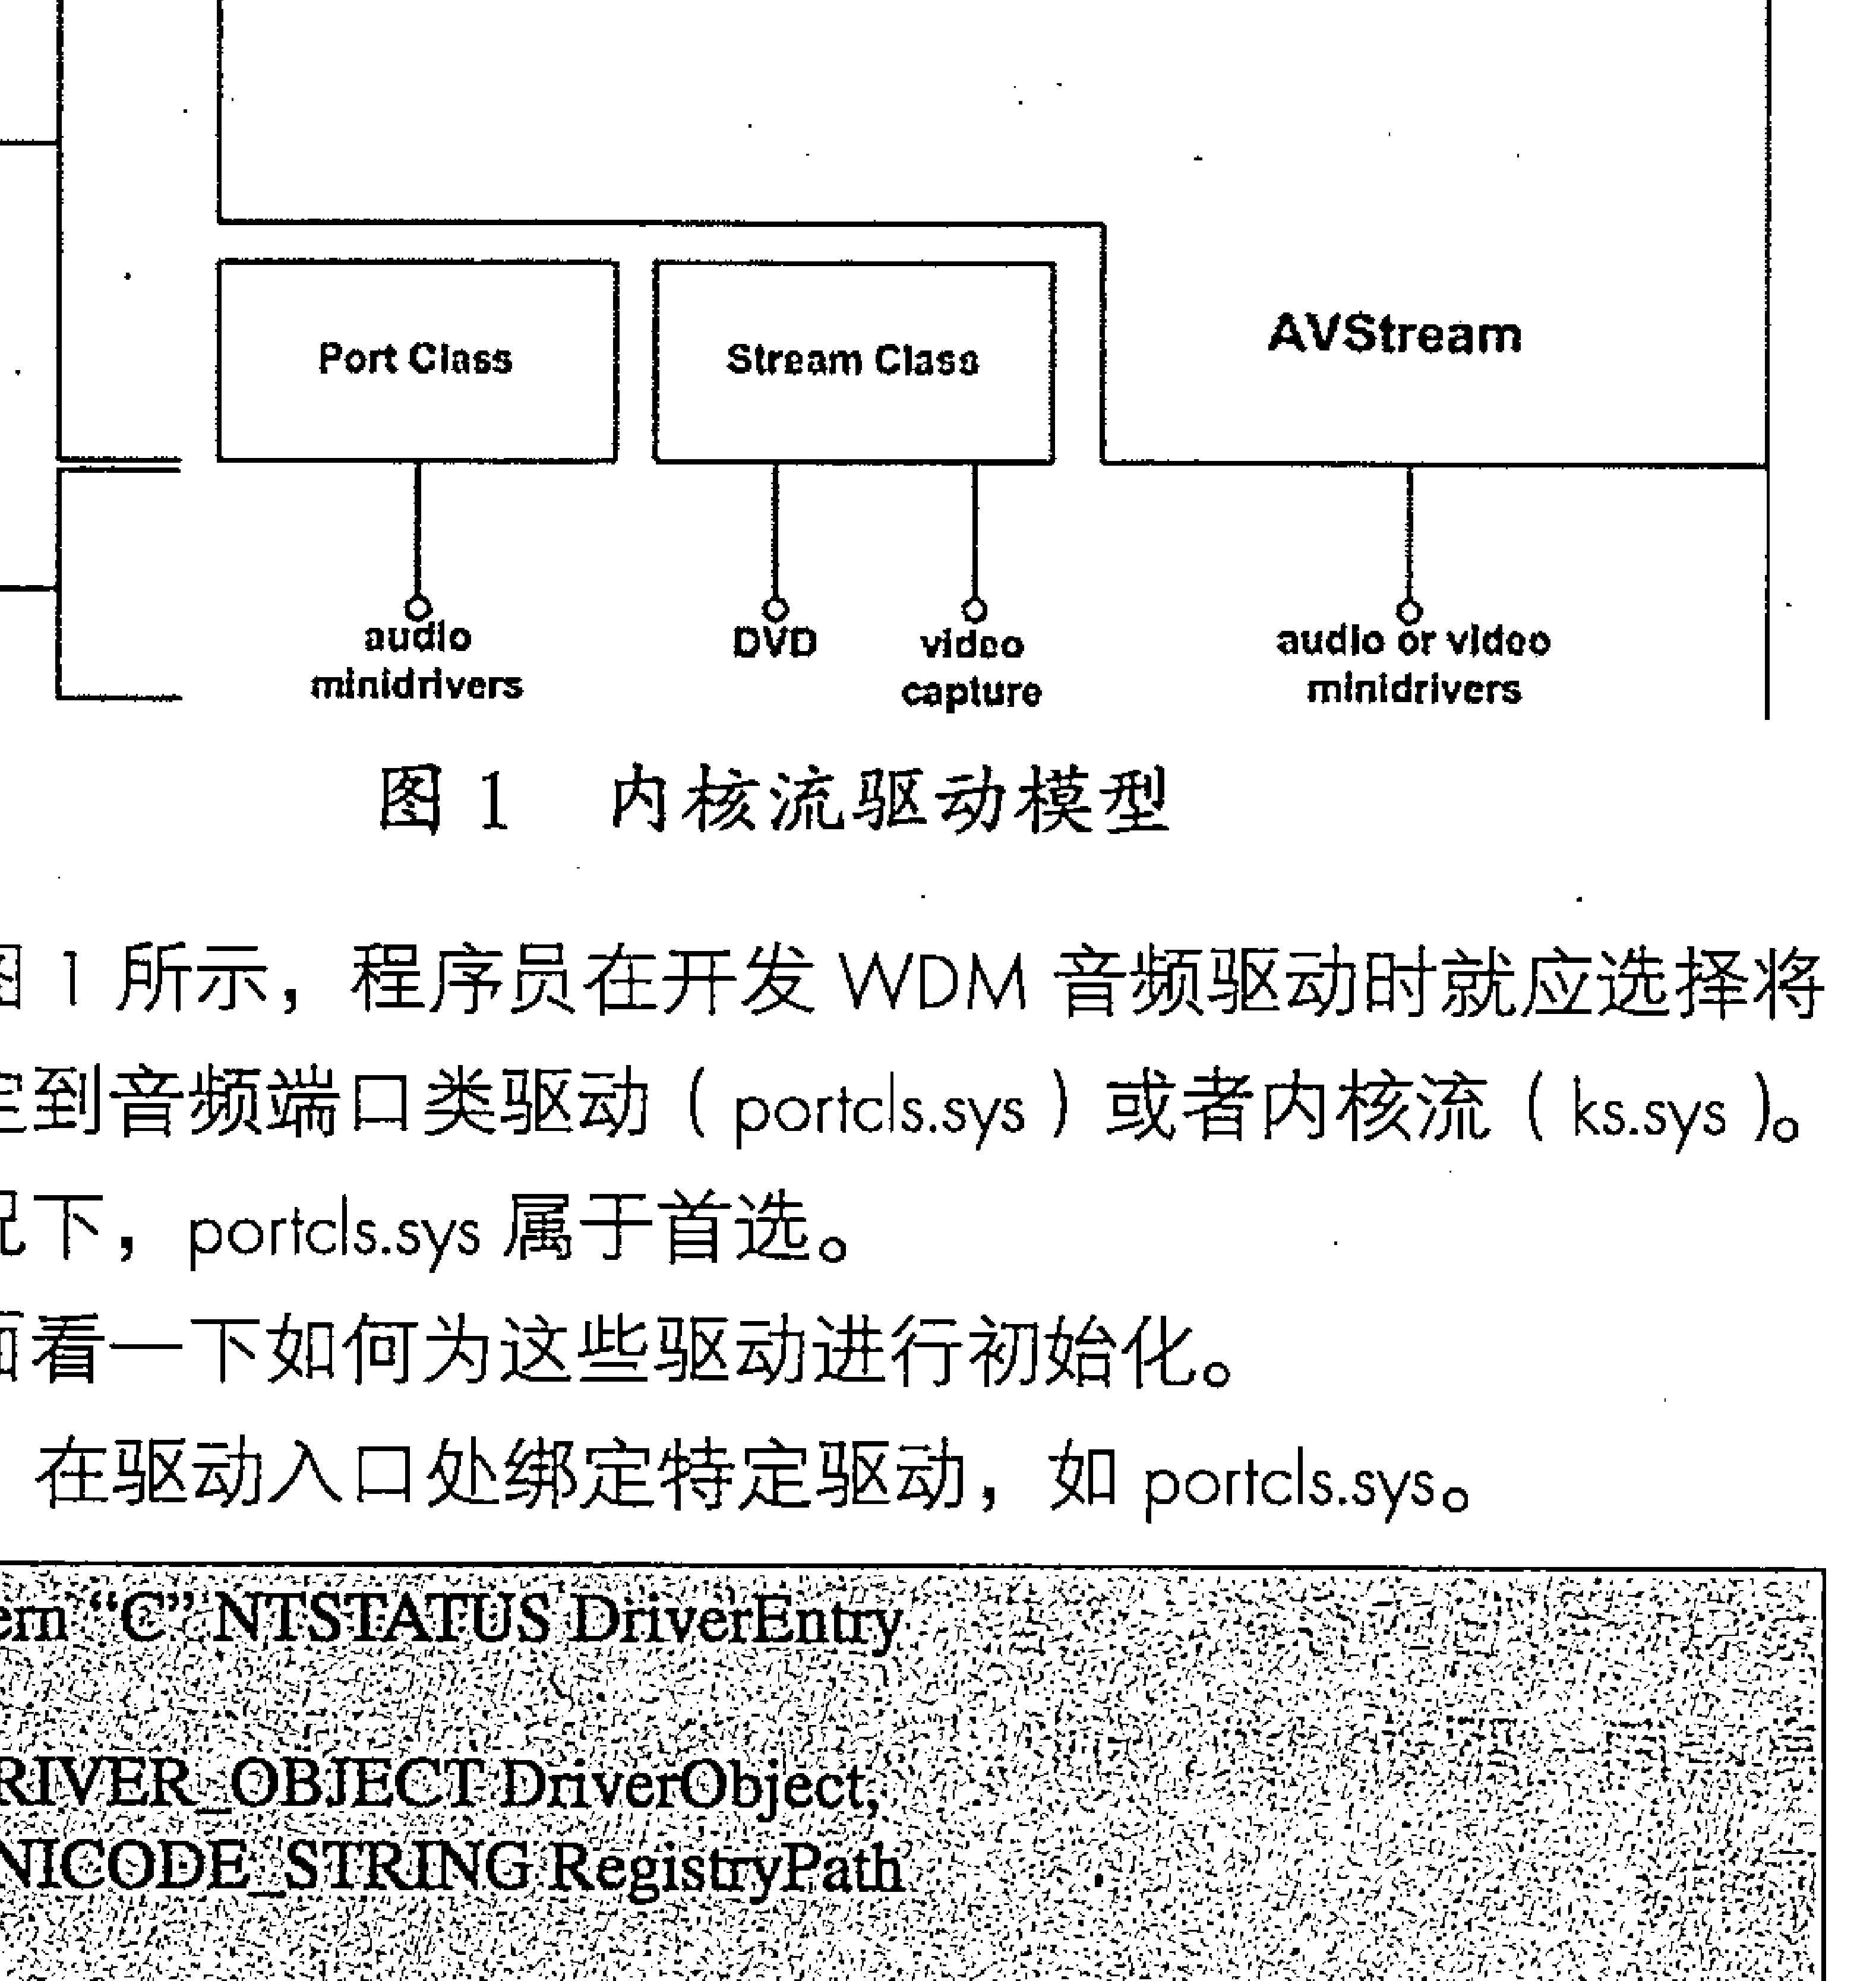 Port Class
Stream Class
AVStream
audio
minidrivers
DVD
video
capture
audio or video
minidrivers
图 1 内核流驱动模型
图 1 所示，程序员在开发 WDM 音频驱动时就应选择将
定到音频端口类驱动（portcls.sys）或者内核流（ks.sys）。
况下，portcls.sys 属于首选。
面看一下如何为这些驱动进行初始化。
在驱动入口处绑定特定驱动，如 portcls.sys。
ern “C” NTSTATUS DriverEntry
RIVER_OBJECT DriverObject,
NICODE_STRING RegistryPath